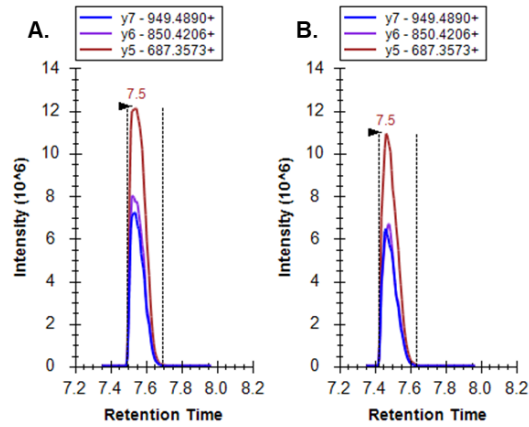 A.
y7 - 949.4890+
y6 - 850.4206+
y5 - 687.3573+
14
12
10
8
6
4
2
0
Intensity (10^6)
7.5
7.2 7.4 7.6 7.8 8.0 8.2
Retention Time
B.
y7 - 949.4890+
y6 - 850.4206+
y5 - 687.3573+
14
12
10
8
6
4
2
0
Intensity (10^6)
7.5
7.2 7.4 7.6 7.8 8.0 8.2
Retention Time